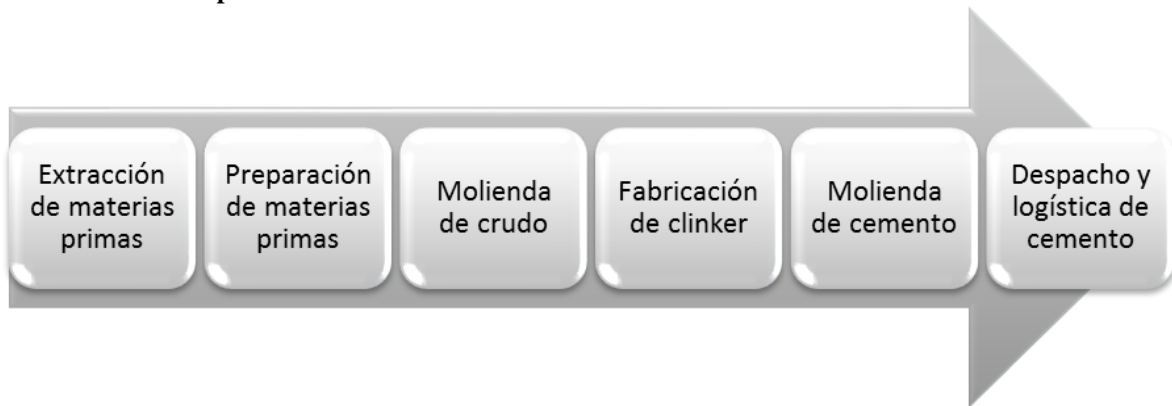 Extracción
de materias
primas
Preparación
de materias
primas
Molienda
de crudo
Fabricación
de clinker
Molienda
de cemento
Despacho y
logística de
cemento